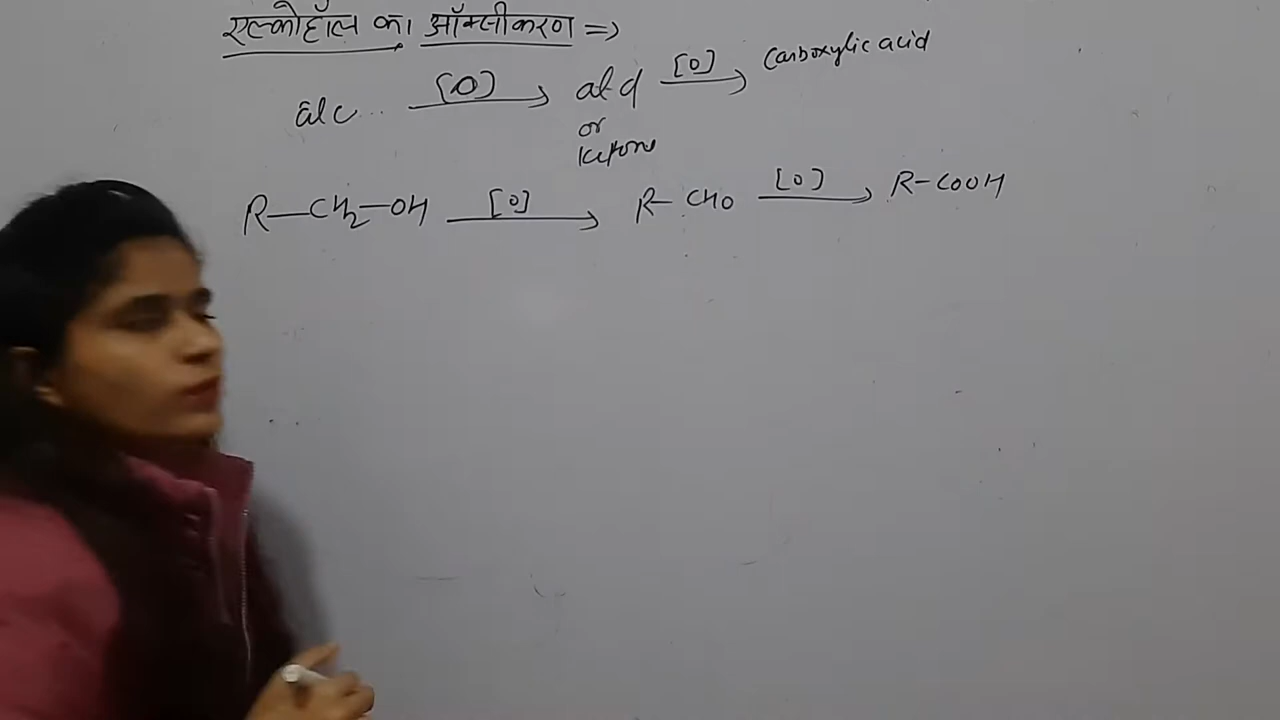 एल्कोहॉल का ऑक्सीकरण =>
alc... [O] → ald [O] → Carboxylic acid
or
Ketone
R—CH2—OH [O] → R—CHO [O] → R-COOH